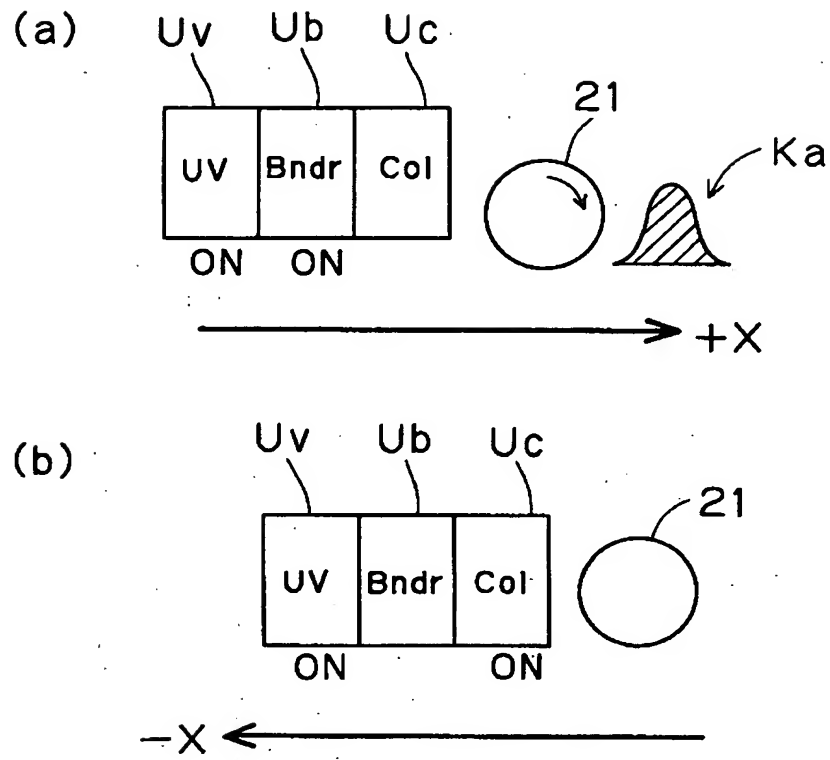 (a)
Uv Ub Uc
21
Ka
UV Bndr Col
ON ON
+X
(b)
Uv Ub Uc
21
UV Bndr Col
ON ON
-X